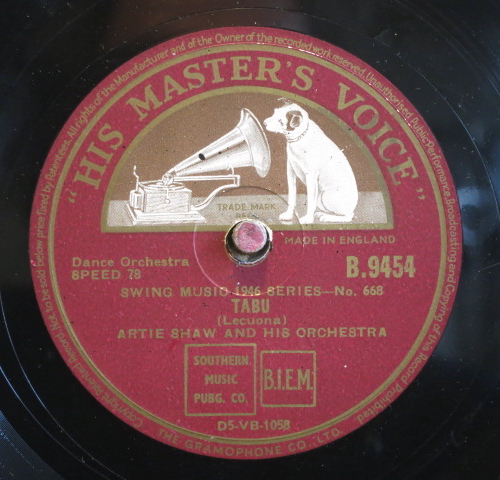 "HIS MASTER'S VOICE"
All rights of the Manufacturer and of the Owner of the recorded work reserved. Unauthorised Public Performance, Broadcasting and Copying of this Record Prohibited.
TRADE MARK
MADE IN ENGLAND
Dance Orchestra
SPEED 78
B.9454
SWING MUSIC 1946 SERIES—No. 668
TABU
(Lecuona)
ARTIE SHAW AND HIS ORCHESTRA
SOUTHERN
MUSIC
PUBG. CO.
B.I.E.M.
D5-VB-1058
THE GRAMOPHONE CO., LTD.